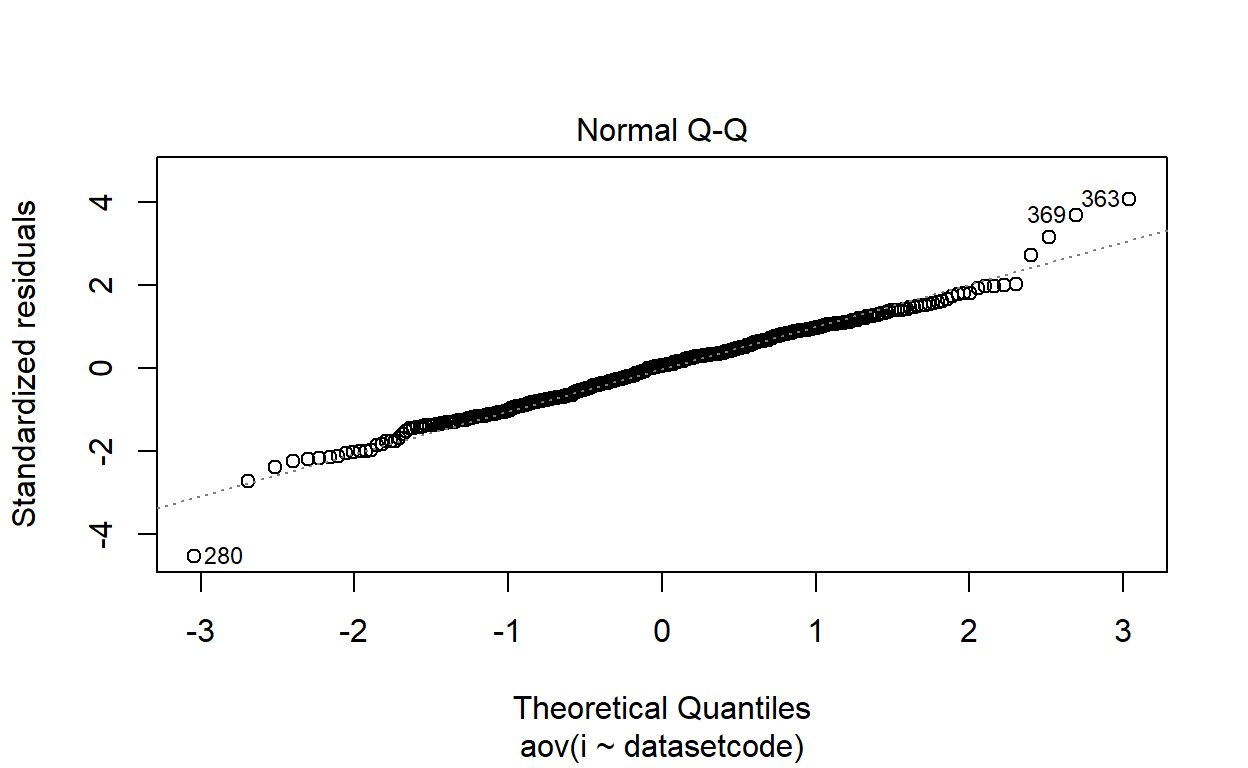 Normal Q-Q
Standardized residuals
4
2
0
-2
-4
369
363
280
-3 -2 -1 0 1 2 3
Theoretical Quantiles
aov(i ~ datasetcode)